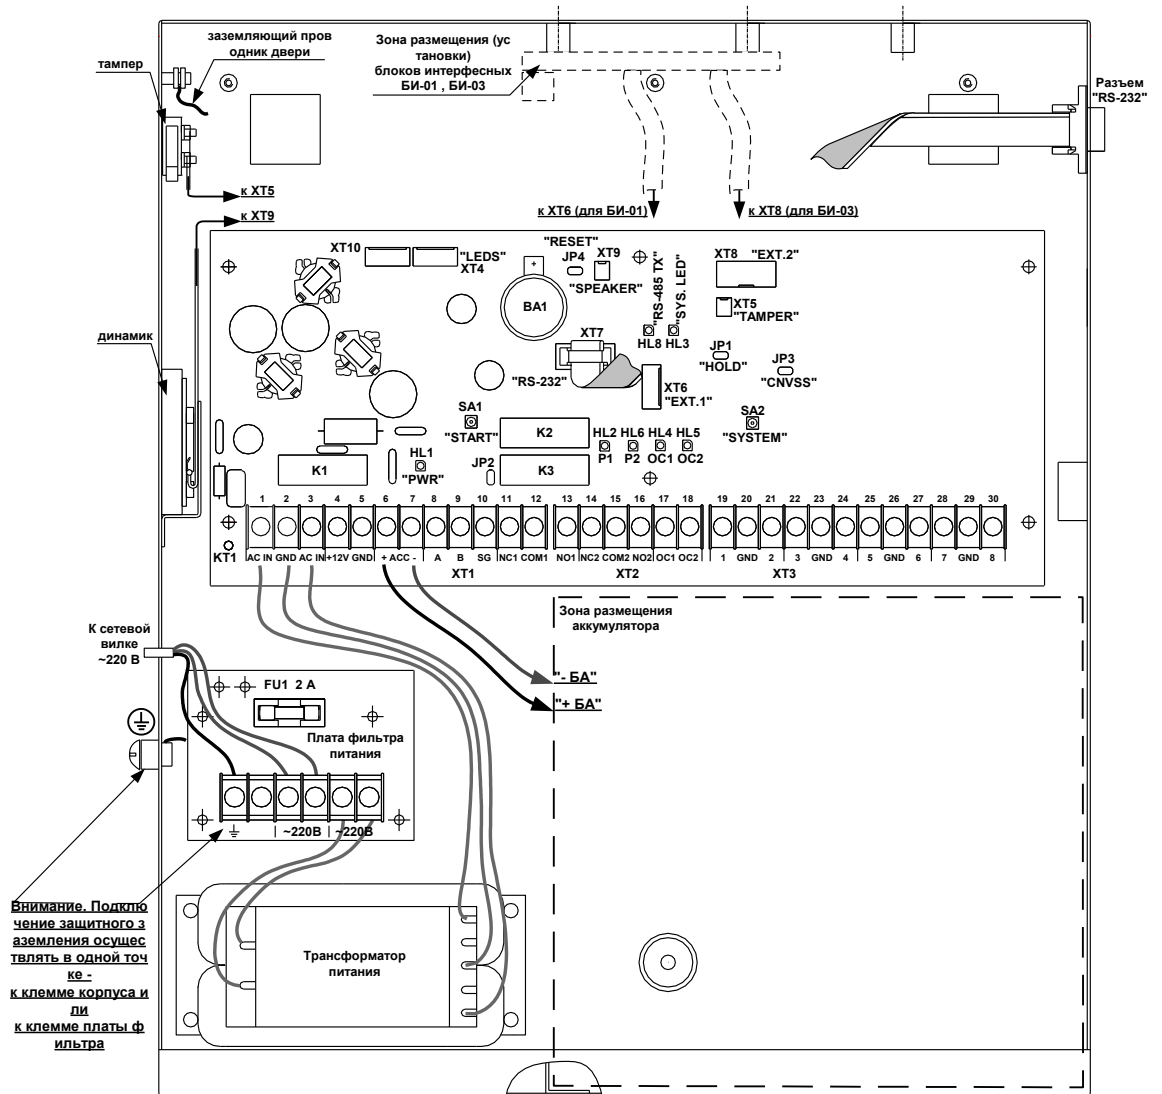 заземляющий пров
одник двери
тампер
Зона размещения (ус
тановки)
блоков интерфесных
БИ-01 , БИ-03
Разъем
"RS-232"
к XT5
к XT9
к XT6 (для БИ-01)
к XT8 (для БИ-03)
динамик
XT10
"LEDS"
XT4
"RESET"
JP4
XT9
"SPEAKER"
+
BA1
"RS-485 TX"
"SYS. LED"
HL8 HL3
XT8 "EXT.2"
XT5
"TAMPER"
XT7
"RS-232"
JP1
"HOLD"
JP3
"CNVSS"
XT6
"EXT.1"
SA1
"START"
SA2
"SYSTEM"
K2
HL2 HL6 HL4 HL5
P1 P2 OC1 OC2
HL1
"PWR"
JP2
K1
K3
1 2 3 4 5 6 7 8 9 10 11 12 13 14 15 16 17 18 19 20 21 22 23 24 25 26 27 28 29 30
KT1
AC IN GND AC IN +12V GND + ACC - A B SG NC1 COM1 NO1 NC2 COM2 NO2 OC1 OC2 1 GND 2 3 GND 4 5 GND 6 7 GND 8
XT1
XT2
XT3
Зона размещения
аккумулятора
К сетевой
вилке
~220 В
"- БА"
"+ БА"
FU1 2 A
Плата фильтра
питания
~220В ~220В
Внимание. Подклю
чение защитного з
аземления осущес
твлять в одной точ
ке -
к клемме корпуса и
ли
к клемме платы ф
ильтра
Трансформатор
питания